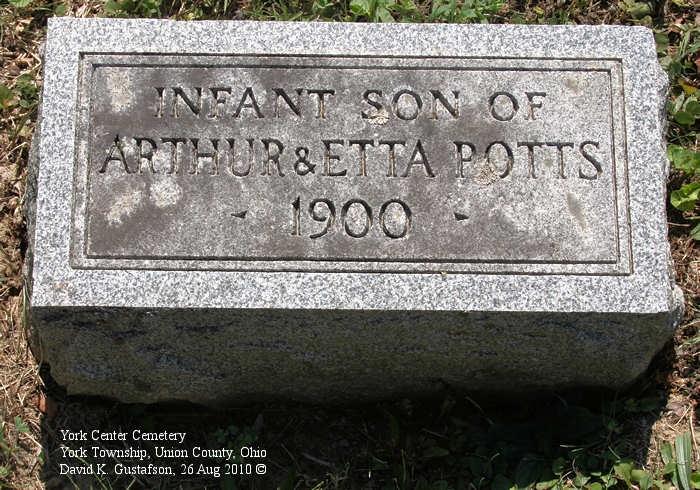 INFANT SON OF
ARTHUR & ETTA POTTS
- 1900 -
York Center Cemetery
York Township, Union County, Ohio
David K. Gustafson, 26 Aug 2010 ©